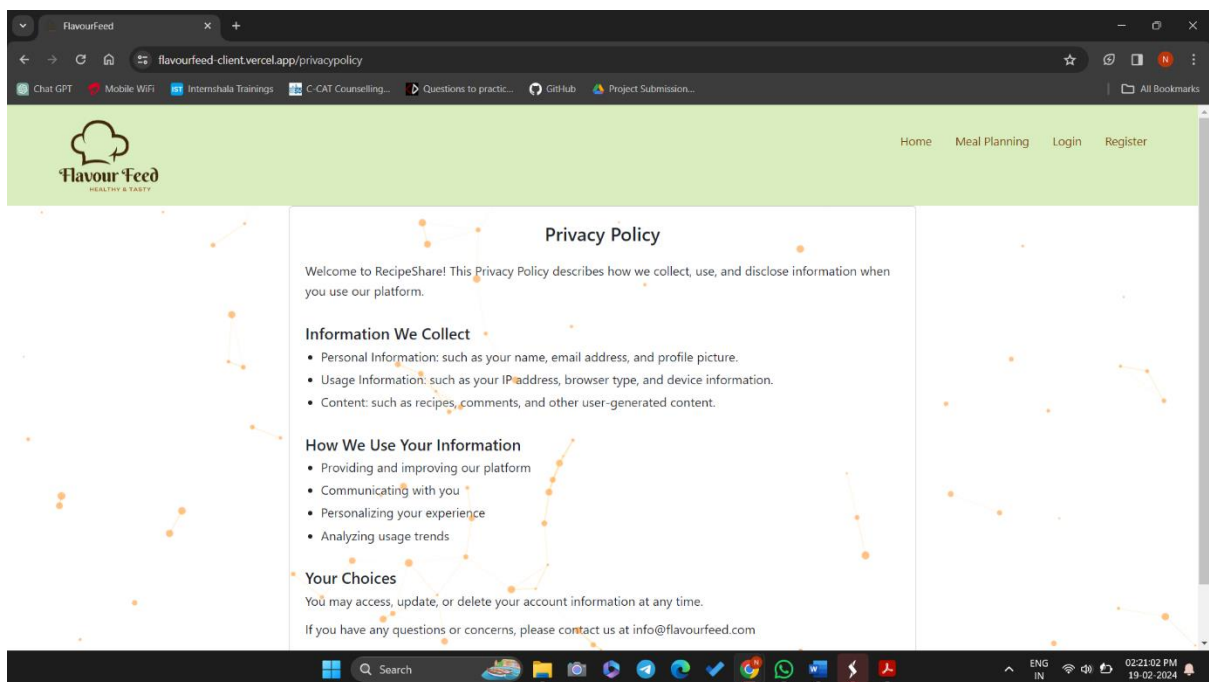 FlavourFeed
flavourfeed-client.vercel.app/privacypolicy
N
Chat GPT Mobile WiFi IST Internshala Trainings C-CAT Counselling... Questions to practic... GitHub Project Submission... All Bookmarks
Flavour Feed
HEALTHY & TASTY
Home Meal Planning Login Register
Privacy Policy
Welcome to RecipeShare! This Privacy Policy describes how we collect, use, and disclose information when
you use our platform.
Information We Collect
• Personal Information: such as your name, email address, and profile picture.
• Usage Information: such as your IP address, browser type, and device information.
• Content: such as recipes, comments, and other user-generated content.
How We Use Your Information
• Providing and improving our platform
• Communicating with you
• Personalizing your experience
• Analyzing usage trends
Your Choices
You may access, update, or delete your account information at any time.
If you have any questions or concerns, please contact us at info@flavourfeed.com
Search
ENG
IN
02:21:02 PM
19-02-2024